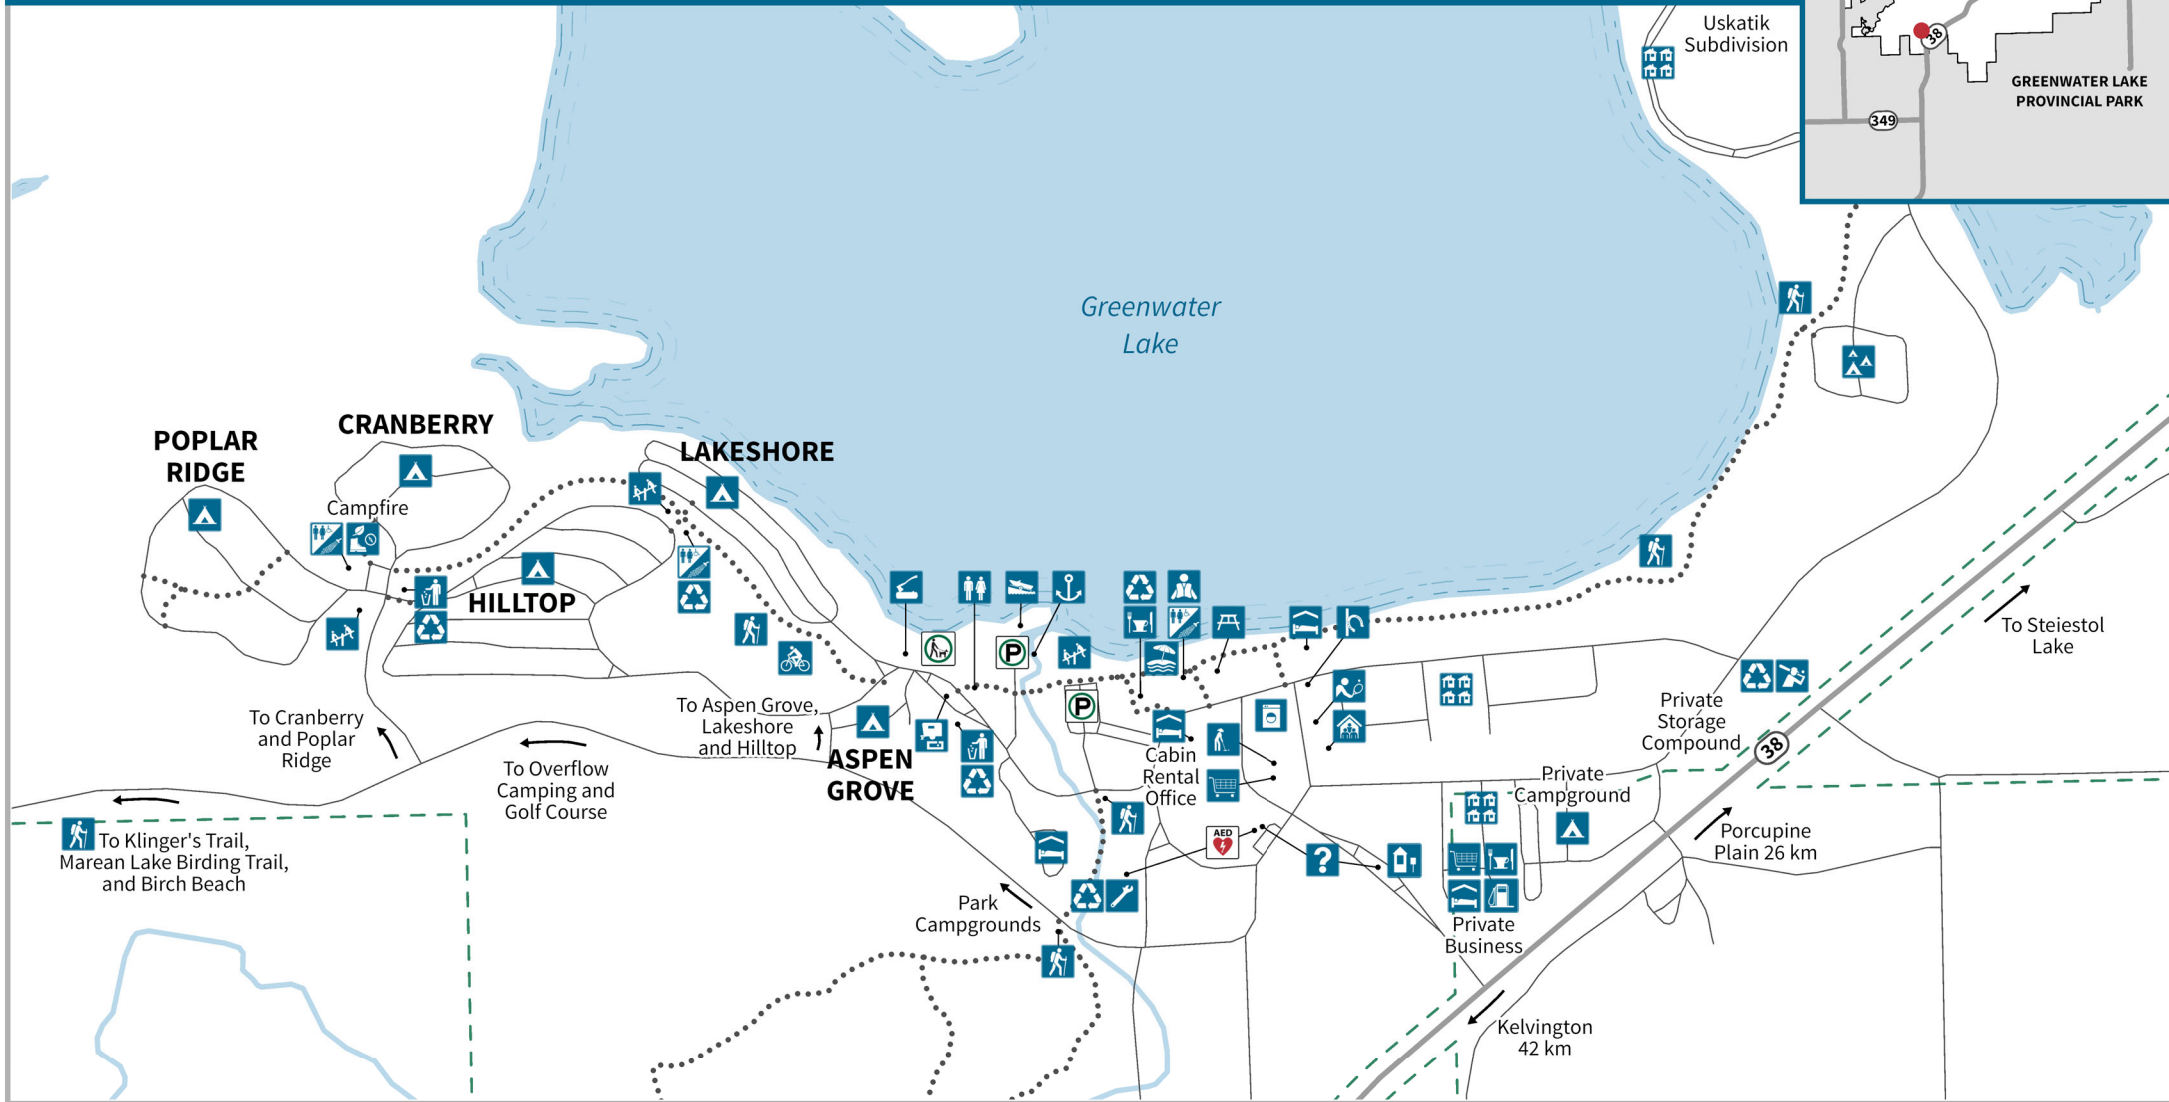 Uskatik
Subdivision
38
GREENWATER LAKE
PROVINCIAL PARK
349
Greenwater
Lake
CRANBERRY
POPLAR
RIDGE
LAKESHORE
Campfire
HILLTOP
P
P
To Steiestol
Lake
To Cranberry
and Poplar
Ridge
To Aspen Grove,
Lakeshore
and Hilltop
ASPEN
GROVE
Cabin
Rental
Office
Private
Storage
Compound
38
To Overflow
Camping and
Golf Course
Private
Campground
AED
?
To Klinger's Trail,
Marean Lake Birding Trail,
and Birch Beach
Porcupine
Plain 26 km
Park
Campgrounds
Private
Business
Kelvington
42 km